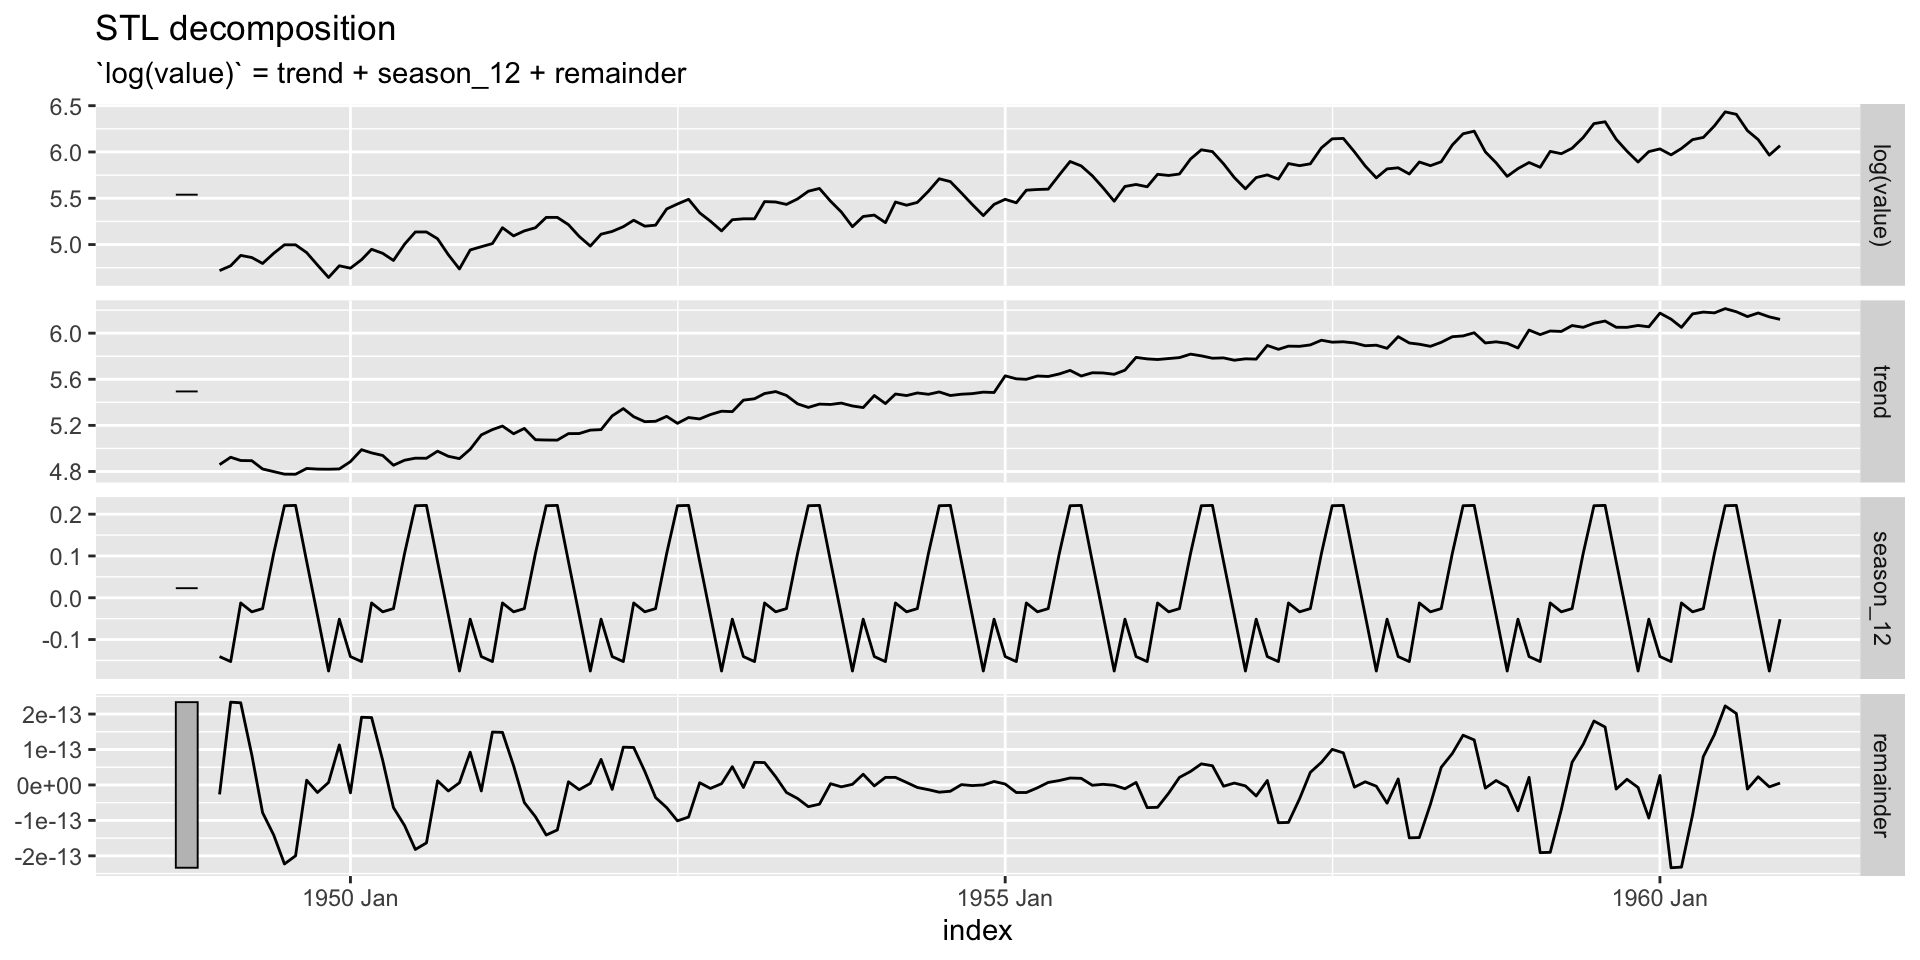 STL decomposition
`log(value)` = trend + season_12 + remainder
6.5
6.0
5.5
5.0
log(value)
6.0
5.6
5.2
4.8
trend
0.2
0.1
0.0
-0.1
season_12
2e-13
1e-13
0e+00
-1e-13
-2e-13
remainder
1950 Jan 1955 Jan 1960 Jan
index